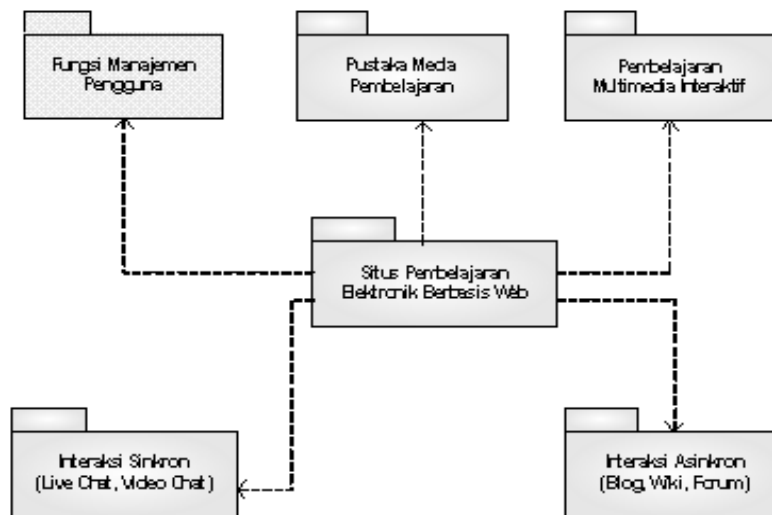 Fungsi Manajemen
Pengguna
Pustaka Media
Pembelajaran
Pembelajaran
Multimedia Interaktif
Situs Pembelajaran
Elektronik Berbasis Web
Interaksi Sinkron
(Live Chat, Video Chat)
Interaksi Asinkron
(Blog, Wiki, Forum)